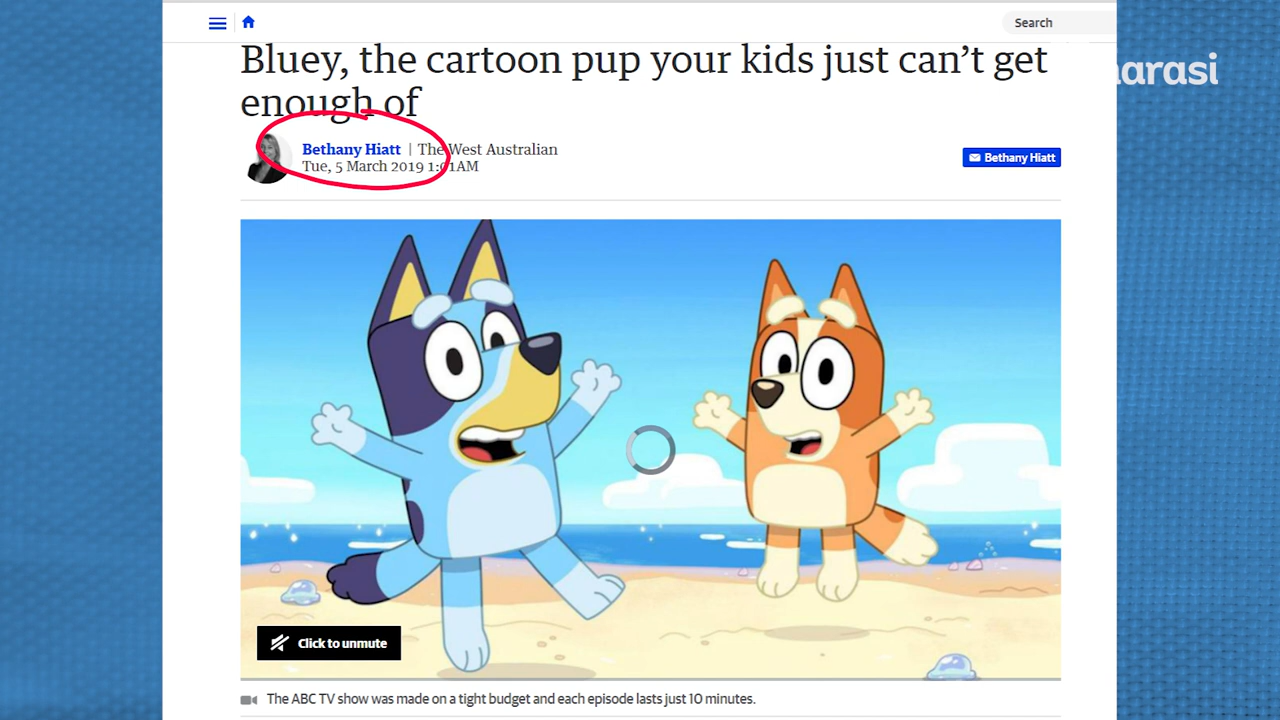 Search
Bluey, the cartoon pup your kids just can’t get
enough of
Bethany Hiatt | The West Australian
Tue, 5 March 2019 1:01AM
Bethany Hiatt
Click to unmute
The ABC TV show was made on a tight budget and each episode lasts just 10 minutes.